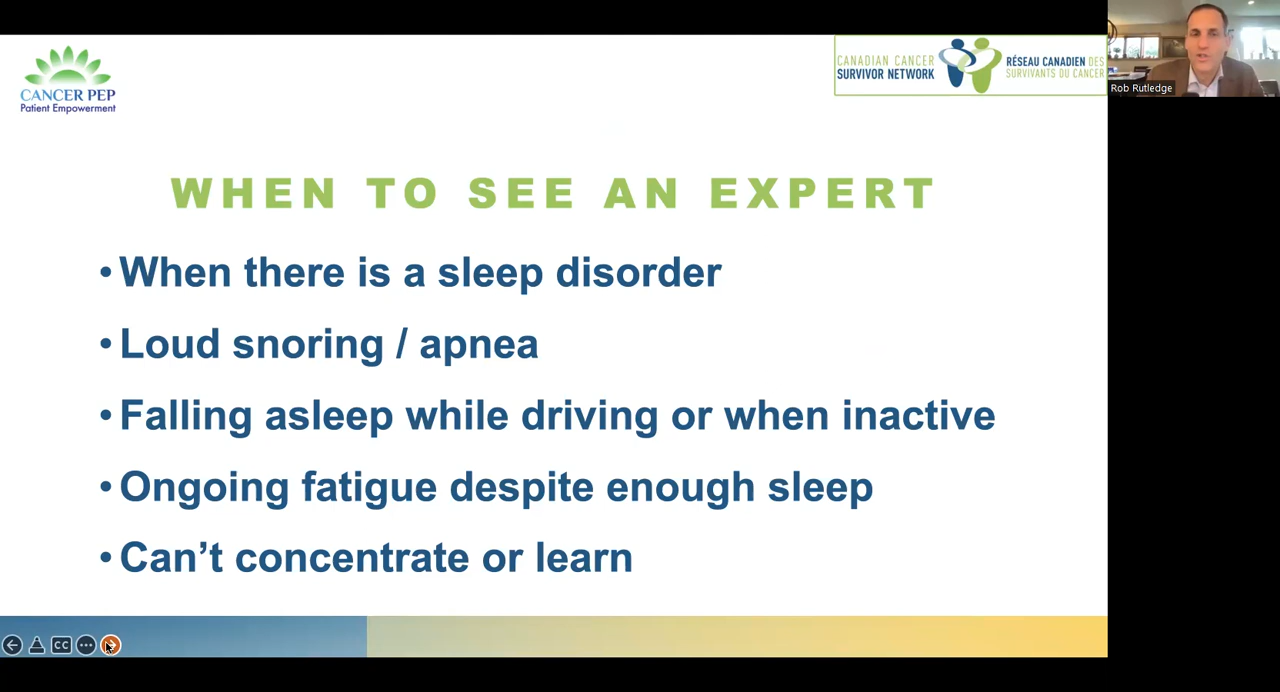 CANCER PEP
Patient Empowerment
CANADIAN CANCER
SURVIVOR NETWORK
RÉSEAU CANADIEN DES
SURVIVANTS DU CANCER
Rob Rutledge
WHEN TO SEE AN EXPERT
• When there is a sleep disorder
• Loud snoring / apnea
• Falling asleep while driving or when inactive
• Ongoing fatigue despite enough sleep
• Can’t concentrate or learn
CC